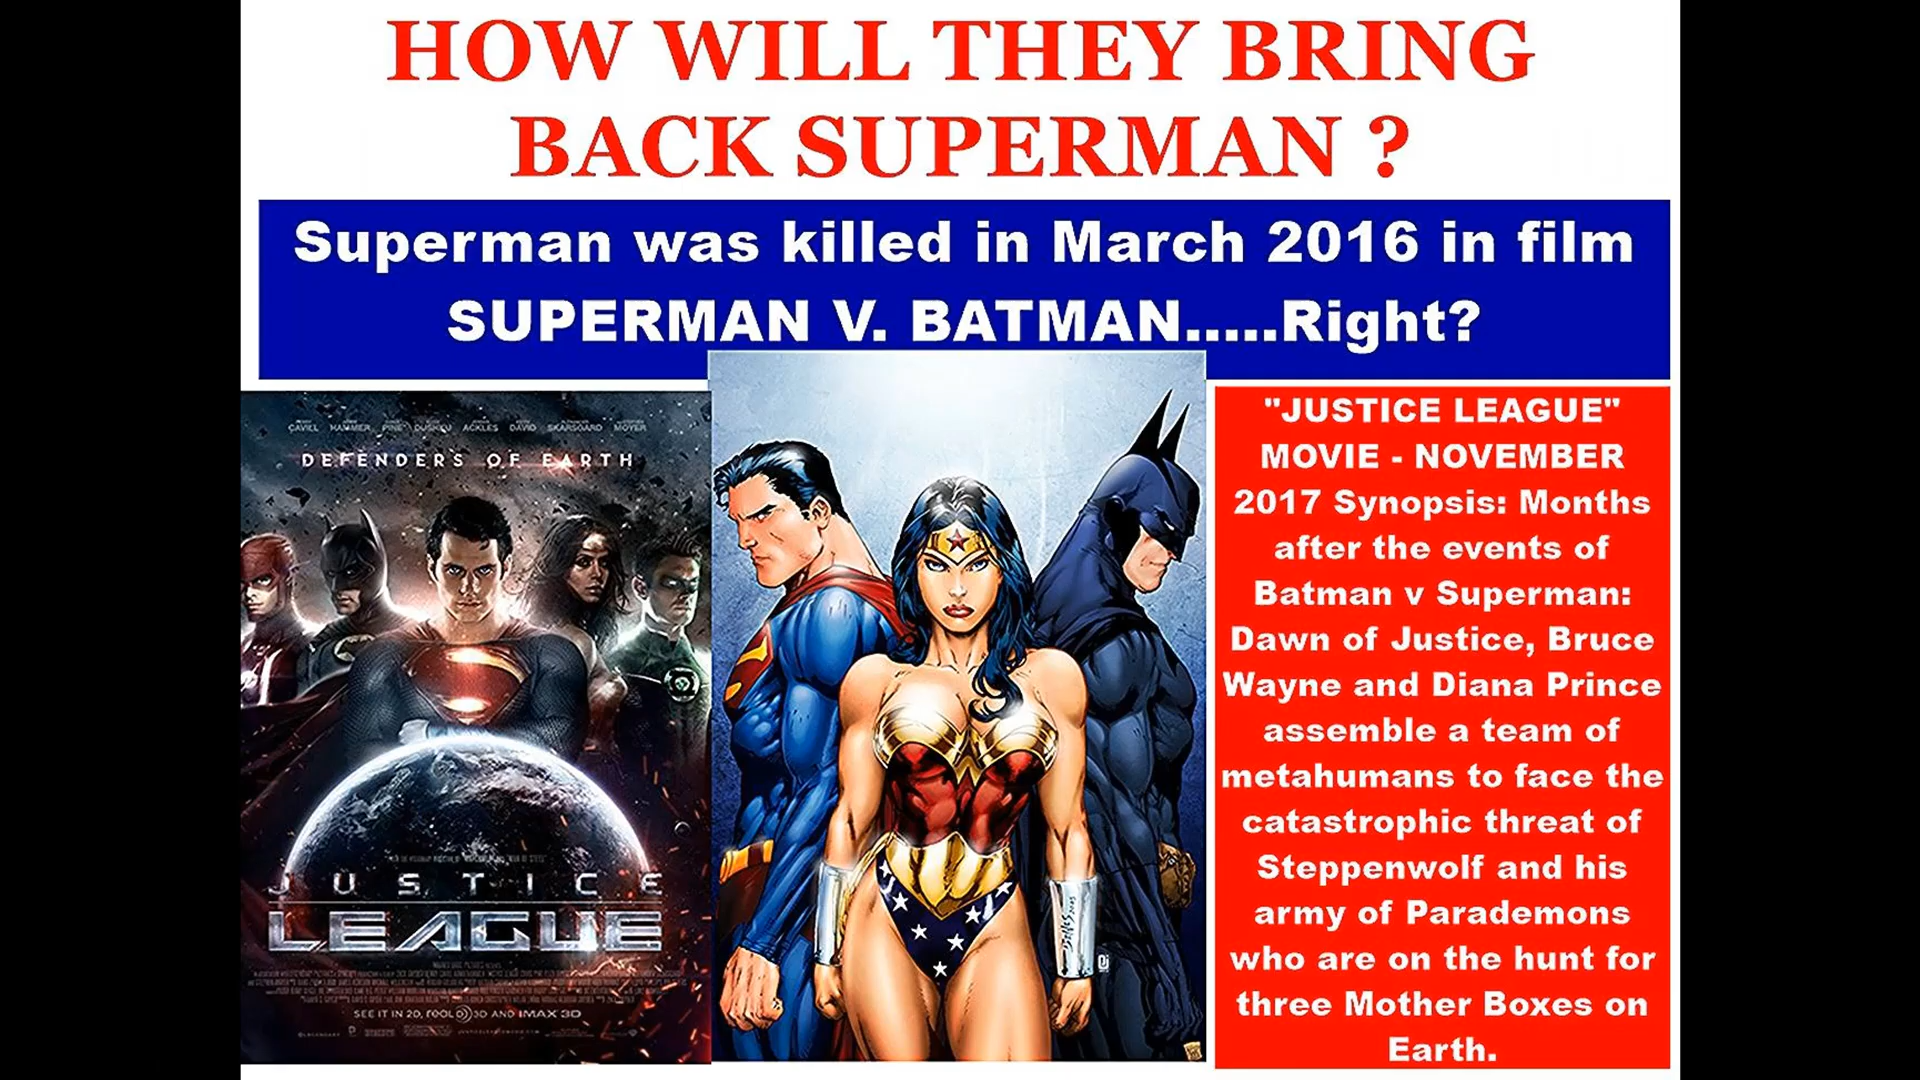 HOW WILL THEY BRING
BACK SUPERMAN ?
Superman was killed in March 2016 in film
SUPERMAN V. BATMAN.....Right?
CAVILL HAMMER PINE DUSHKU ACKLES DAVID SKARSGARD MOYER
DEFENDERS OF EARTH
JUSTICE
LEAGUE
SEE IT IN 2D, REAL D 3D AND IMAX 3D
"JUSTICE LEAGUE"
MOVIE - NOVEMBER
2017 Synopsis: Months
after the events of
Batman v Superman:
Dawn of Justice, Bruce
Wayne and Diana Prince
assemble a team of
metahumans to face the
catastrophic threat of
Steppenwolf and his
army of Parademons
who are on the hunt for
three Mother Boxes on
Earth.